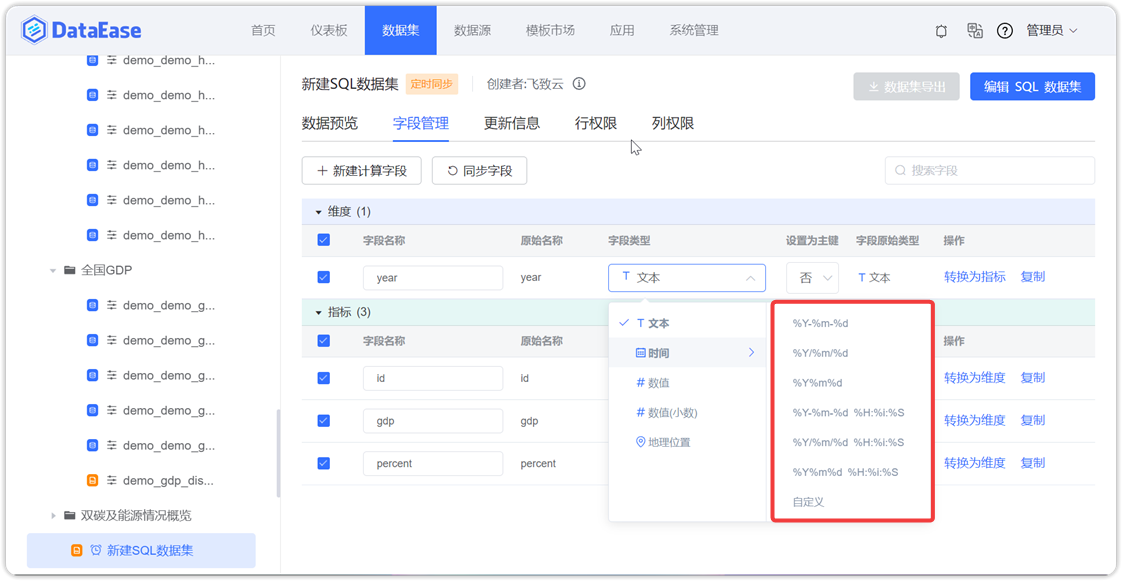 DataEase 首页 仪表板 数据集 数据源 模板市场 应用 系统管理 管理员
demo_demo_h...
demo_demo_h...
demo_demo_h...
demo_demo_h...
demo_demo_h...
demo_demo_h...
全国GDP
demo_demo_g...
demo_demo_g...
demo_demo_g...
demo_demo_g...
demo_demo_g...
demo_gdp_dis...
双碳及能源情况概览
新建SQL数据集
新建SQL数据集 定时同步 创建者:飞致云 数据集导出 编辑 SQL 数据集
数据预览 字段管理 更新信息 行权限 列权限
新建计算字段 同步字段 搜索字段
维度 (1)
字段名称 原始名称 字段类型 设置为主键 字段原始类型 操作
year year T 文本 否 T 文本 转换为指标 复制
指标 (3)
字段名称 原始名称 操作
id id 转换为维度 复制
gdp gdp 转换为维度 复制
percent percent 转换为维度 复制
T 文本
时间
# 数值
# 数值(小数)
地理位置
%Y-%m-%d
%Y/%m/%d
%Y%m%d
%Y-%m-%d %H:%i:%S
%Y/%m/%d %H:%i:%S
%Y%m%d %H:%i:%S
自定义